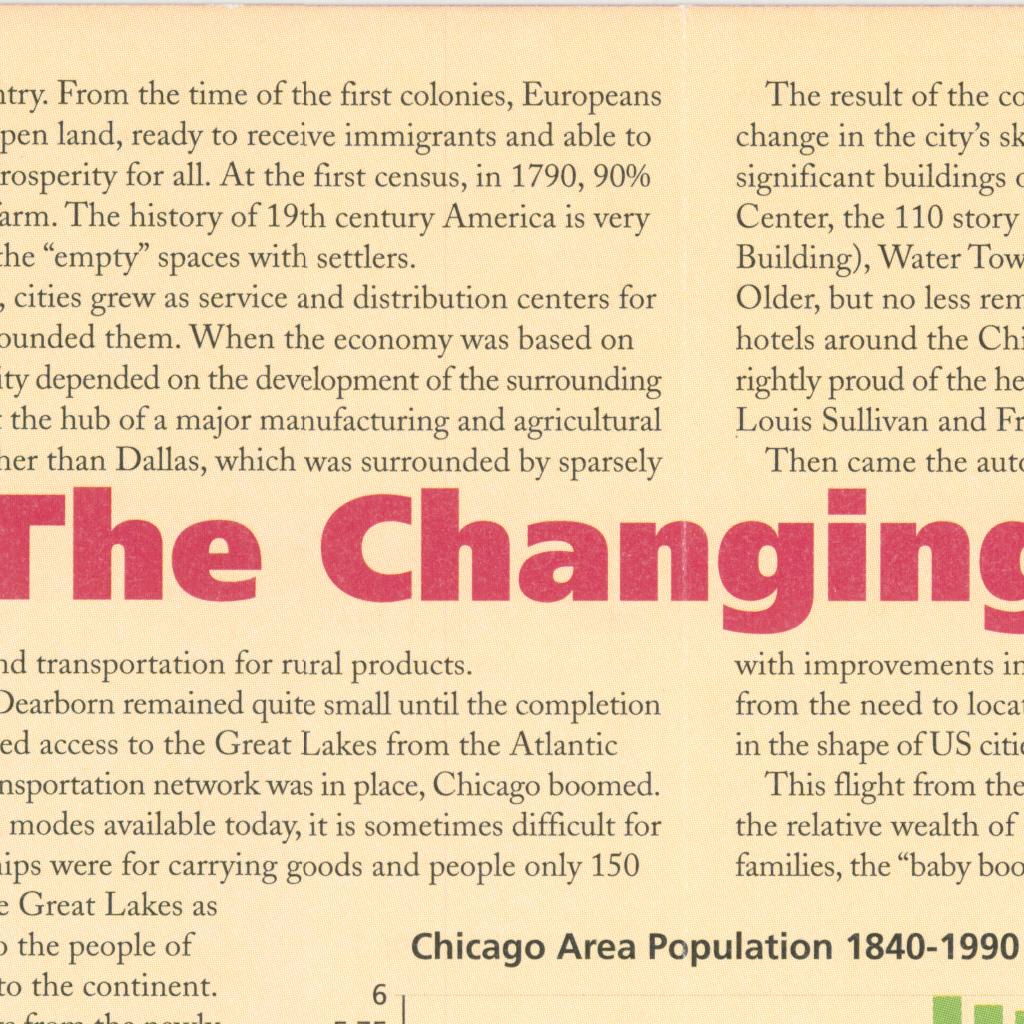 ntry. From the time of the first colonies, Europeans
pen land, ready to receive immigrants and able to
rosperity for all. At the first census, in 1790, 90%
arm. The history of 19th century America is very
the “empty” spaces with settlers.
, cities grew as service and distribution centers for
ounded them. When the economy was based on
ity depended on the development of the surrounding
the hub of a major manufacturing and agricultural
her than Dallas, which was surrounded by sparsely
The result of the co
change in the city’s sk
significant buildings o
Center, the 110 story
Building), Water Tow
Older, but no less rem
hotels around the Chi
rightly proud of the he
Louis Sullivan and Fr
Then came the auto
The Changing
nd transportation for rural products.
Dearborn remained quite small until the completion
ed access to the Great Lakes from the Atlantic
nsportation network was in place, Chicago boomed.
modes available today, it is sometimes difficult for
hips were for carrying goods and people only 150
e Great Lakes as
o the people of
to the continent.
from the newly
with improvements in
from the need to locat
in the shape of US citie
This flight from the
the relative wealth of
families, the “baby boo
Chicago Area Population 1840-1990
6
5.75